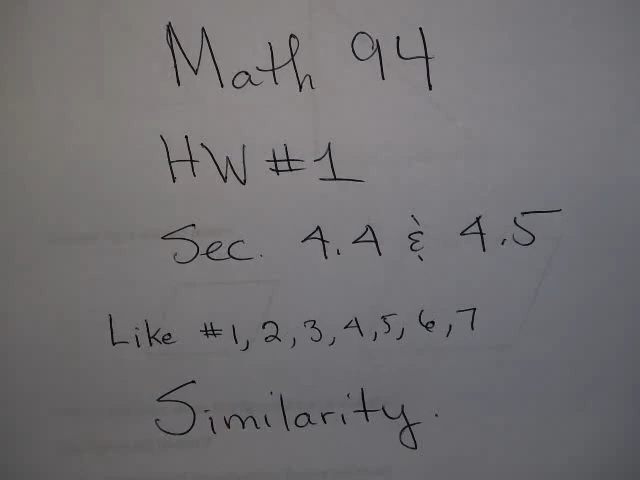 Math 94
HW #1
Sec. 4.4 & 4.5
Like #1, 2, 3, 4, 5, 6, 7
Similarity.